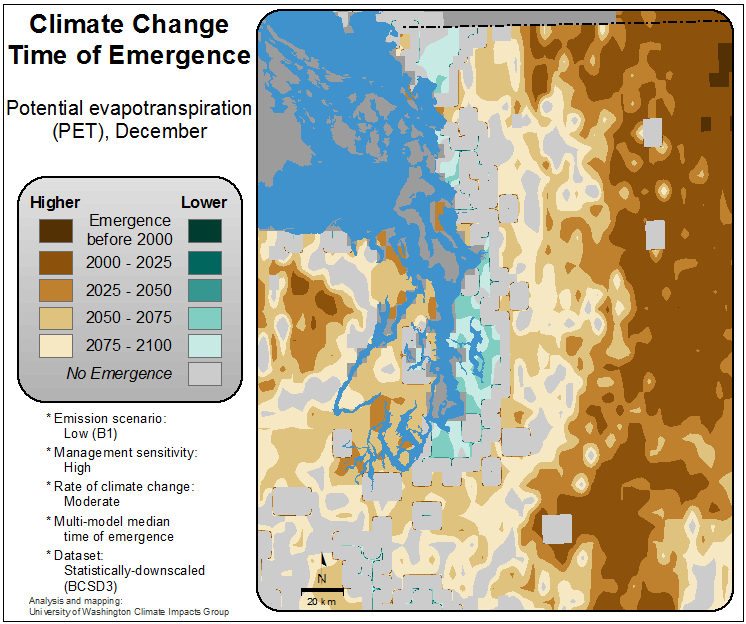 Climate Change
Time of Emergence
Potential evapotranspiration
(PET), December
Higher
Lower
Emergence
before 2000
2000 - 2025
2025 - 2050
2050 - 2075
2075 - 2100
No Emergence
* Emission scenario:
Low (B1)
* Management sensitivity:
High
* Rate of climate change:
Moderate
* Multi-model median
time of emergence
* Dataset:
Statistically-downscaled
(BCSD3)
Analysis and mapping:
University of Washington Climate Impacts Group
N
20 km